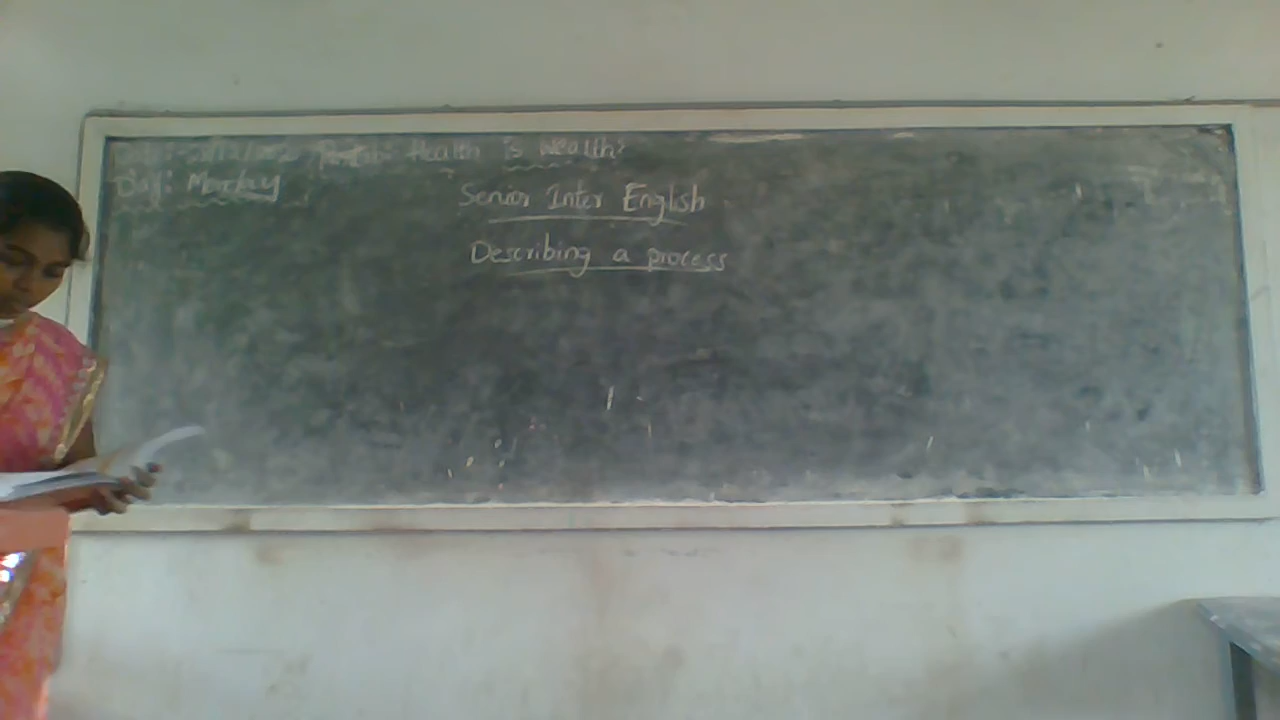 Health is Wealth
Day: Monday
Senior Inter English
Describing a process